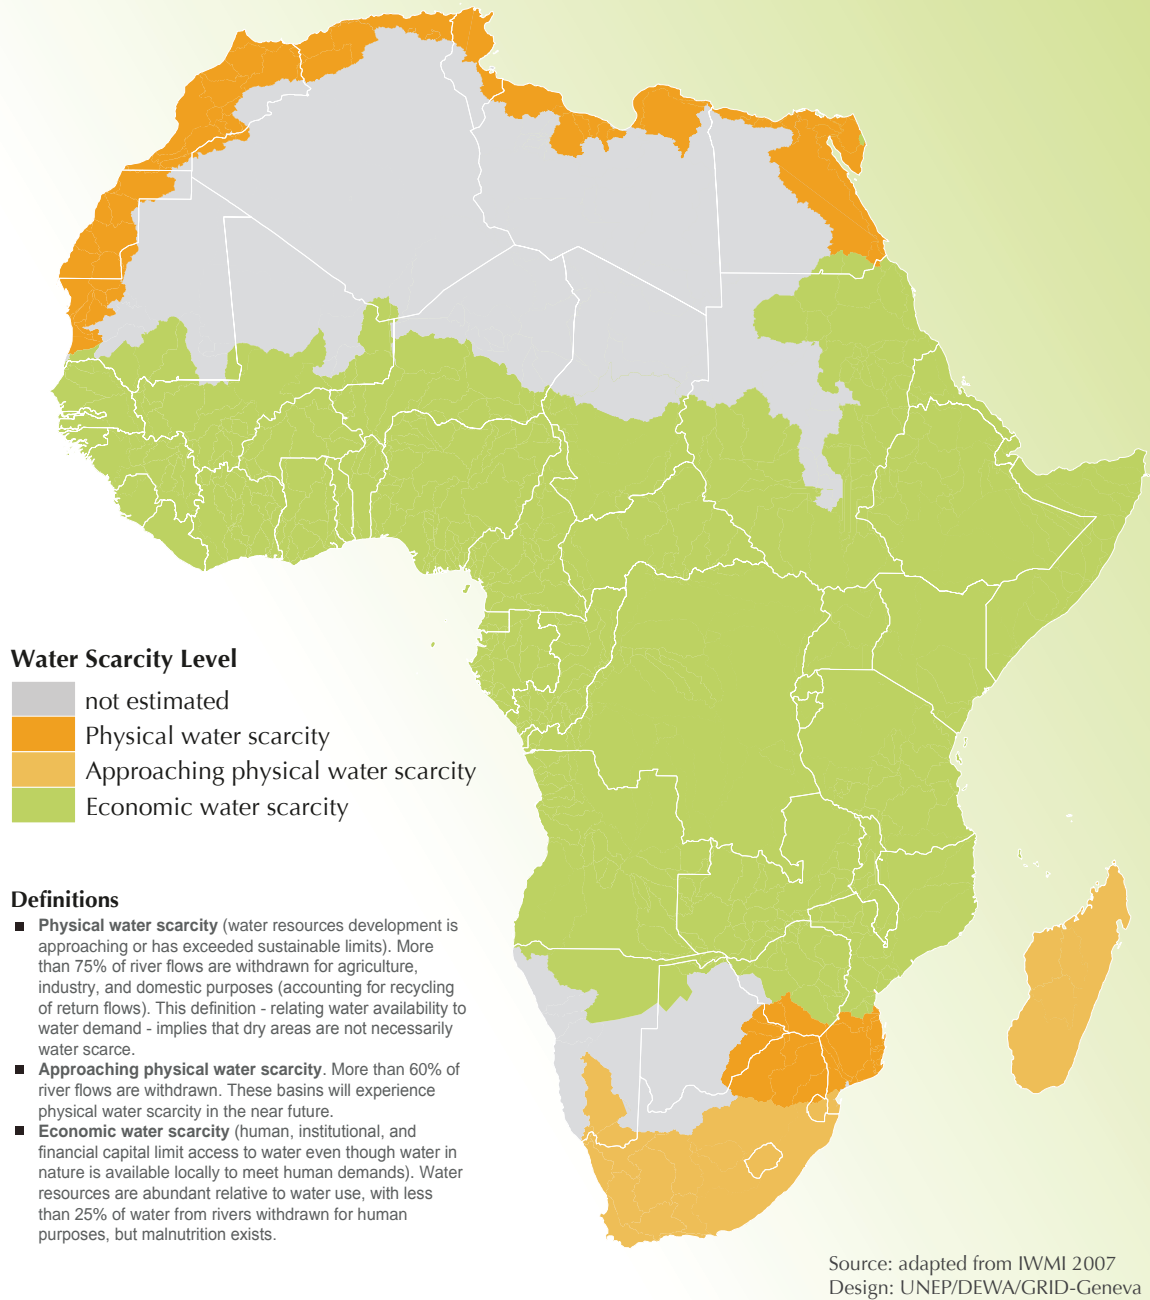 Water Scarcity Level
not estimated
Physical water scarcity
Approaching physical water scarcity
Economic water scarcity
Definitions
Physical water scarcity (water resources development is
approaching or has exceeded sustainable limits). More
than 75% of river flows are withdrawn for agriculture,
industry, and domestic purposes (accounting for recycling
of return flows). This definition - relating water availability to
water demand - implies that dry areas are not necessarily
water scarce.
Approaching physical water scarcity. More than 60% of
river flows are withdrawn. These basins will experience
physical water scarcity in the near future.
Economic water scarcity (human, institutional, and
financial capital limit access to water even though water in
nature is available locally to meet human demands). Water
resources are abundant relative to water use, with less
than 25% of water from rivers withdrawn for human
purposes, but malnutrition exists.
Source: adapted from IWMI 2007
Design: UNEP/DEWA/GRID-Geneva